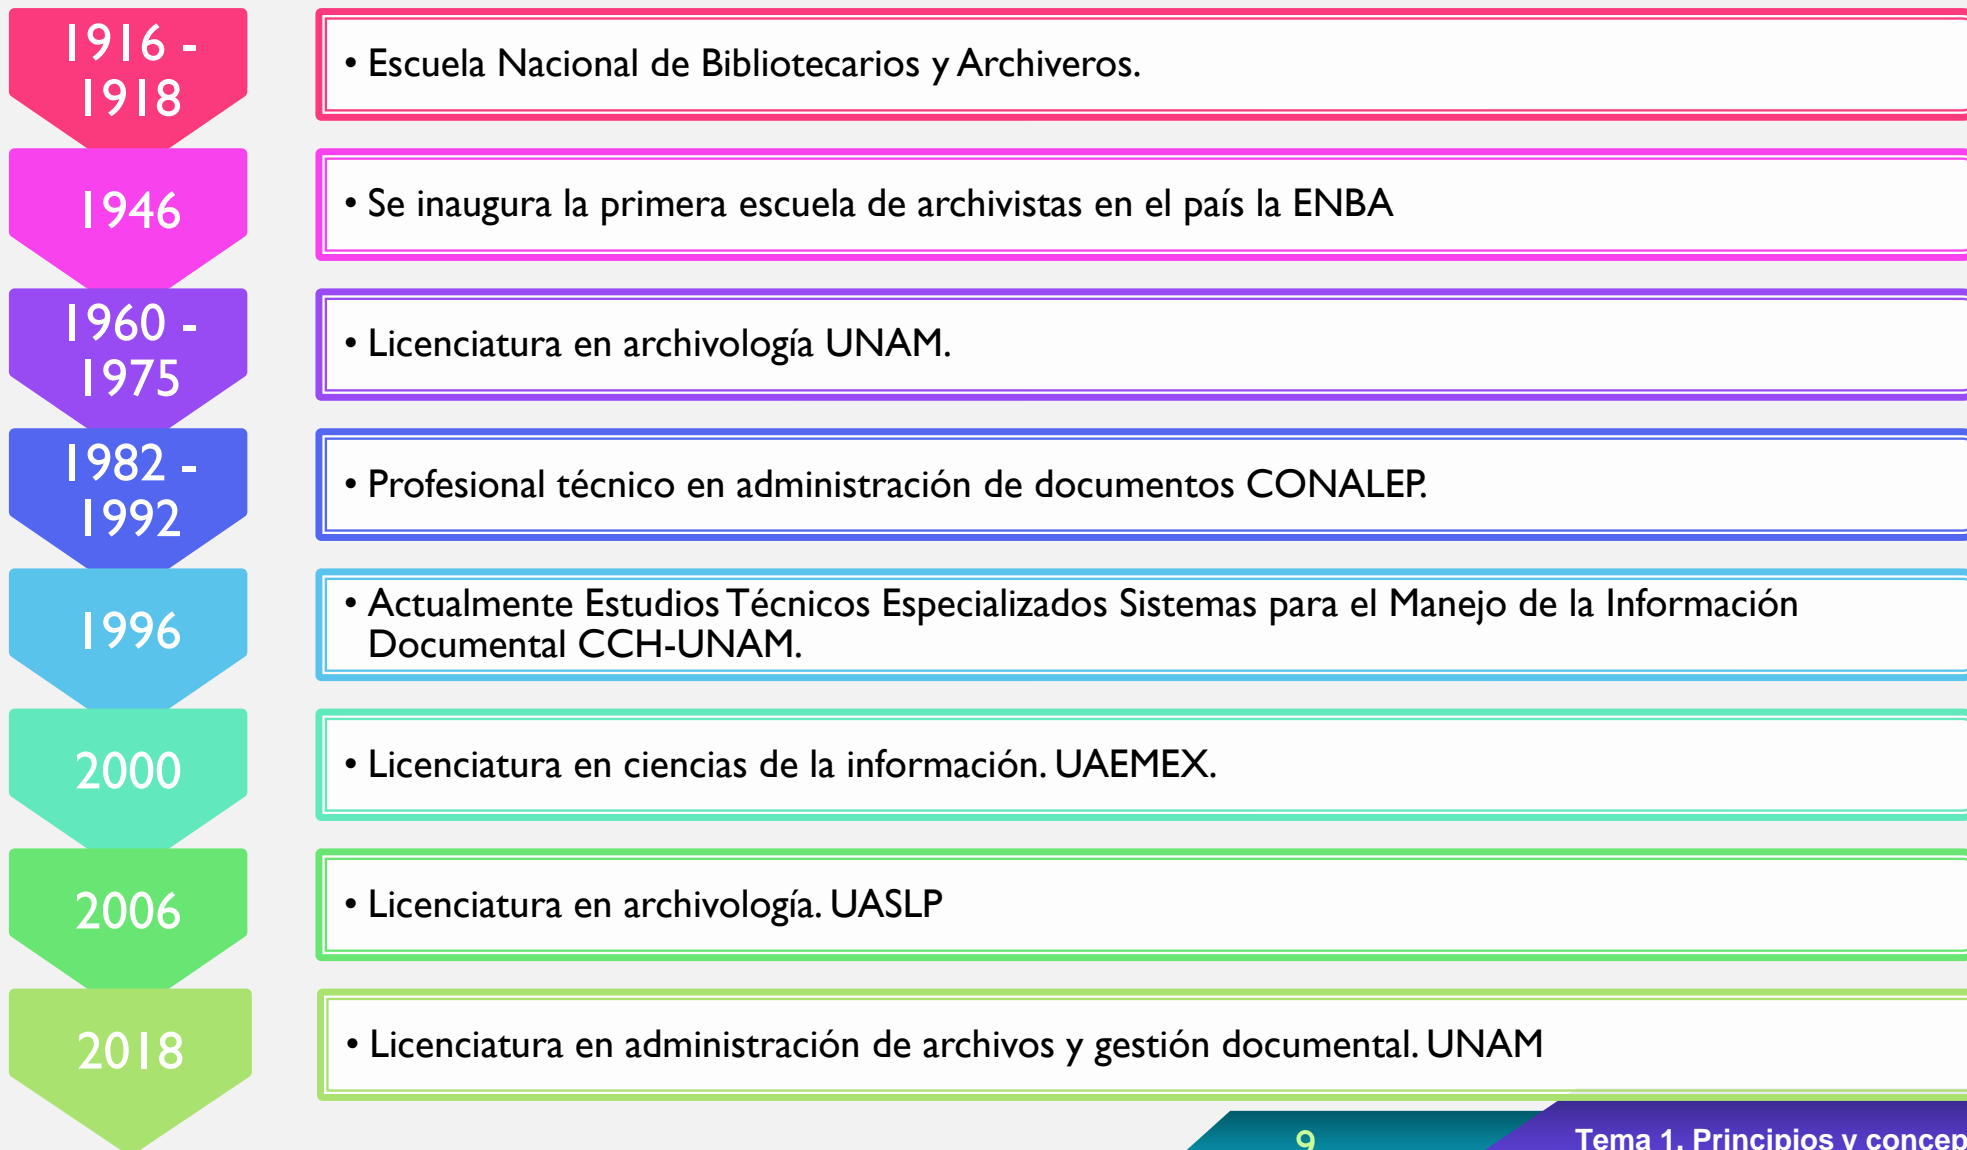 1916 -
1918
• Escuela Nacional de Bibliotecarios y Archiveros.
1946
• Se inaugura la primera escuela de archivistas en el país la ENBA
1960 -
1975
• Licenciatura en archivología UNAM.
1982 -
1992
• Profesional técnico en administración de documentos CONALEP.
1996
• Actualmente Estudios Técnicos Especializados Sistemas para el Manejo de la Información
Documental CCH-UNAM.
2000
• Licenciatura en ciencias de la información. UAEMEX.
2006
• Licenciatura en archivología. UASLP
2018
• Licenciatura en administración de archivos y gestión documental. UNAM
9
Tema 1. Principios y concep